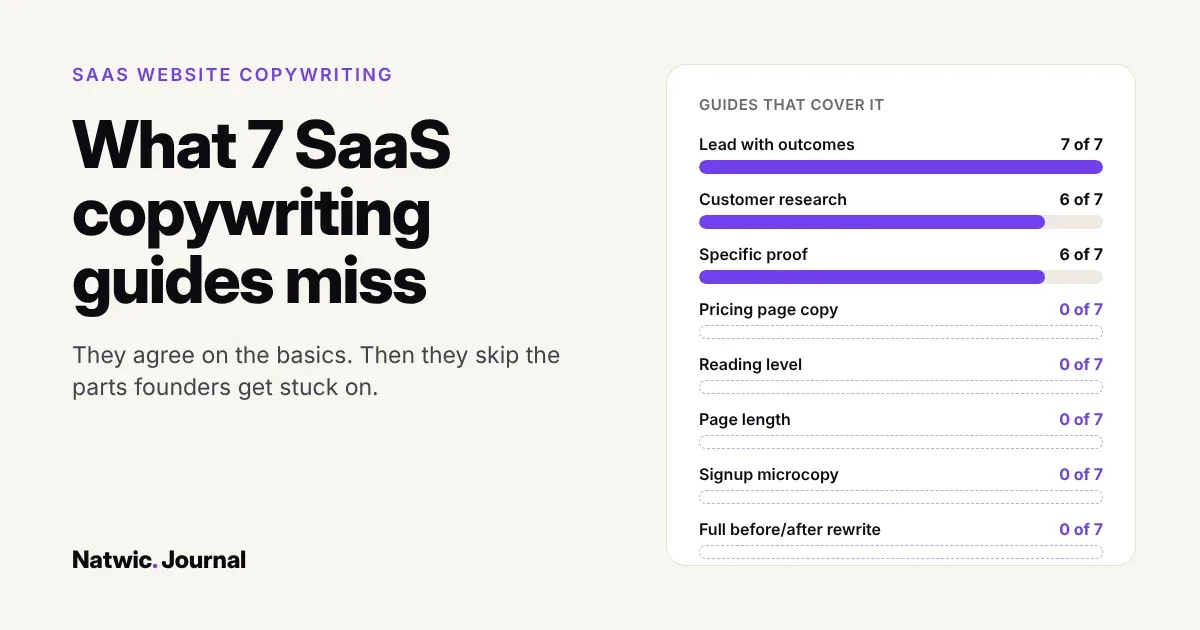 SAAS WEBSITE COPYWRITING
What 7 SaaS
copywriting
guides miss
They agree on the basics. Then they skip the
parts founders get stuck on.
Natwic. Journal
GUIDES THAT COVER IT
Lead with outcomes 7 of 7
Customer research 6 of 7
Specific proof 6 of 7
Pricing page copy 0 of 7
Reading level 0 of 7
Page length 0 of 7
Signup microcopy 0 of 7
Full before/after rewrite 0 of 7